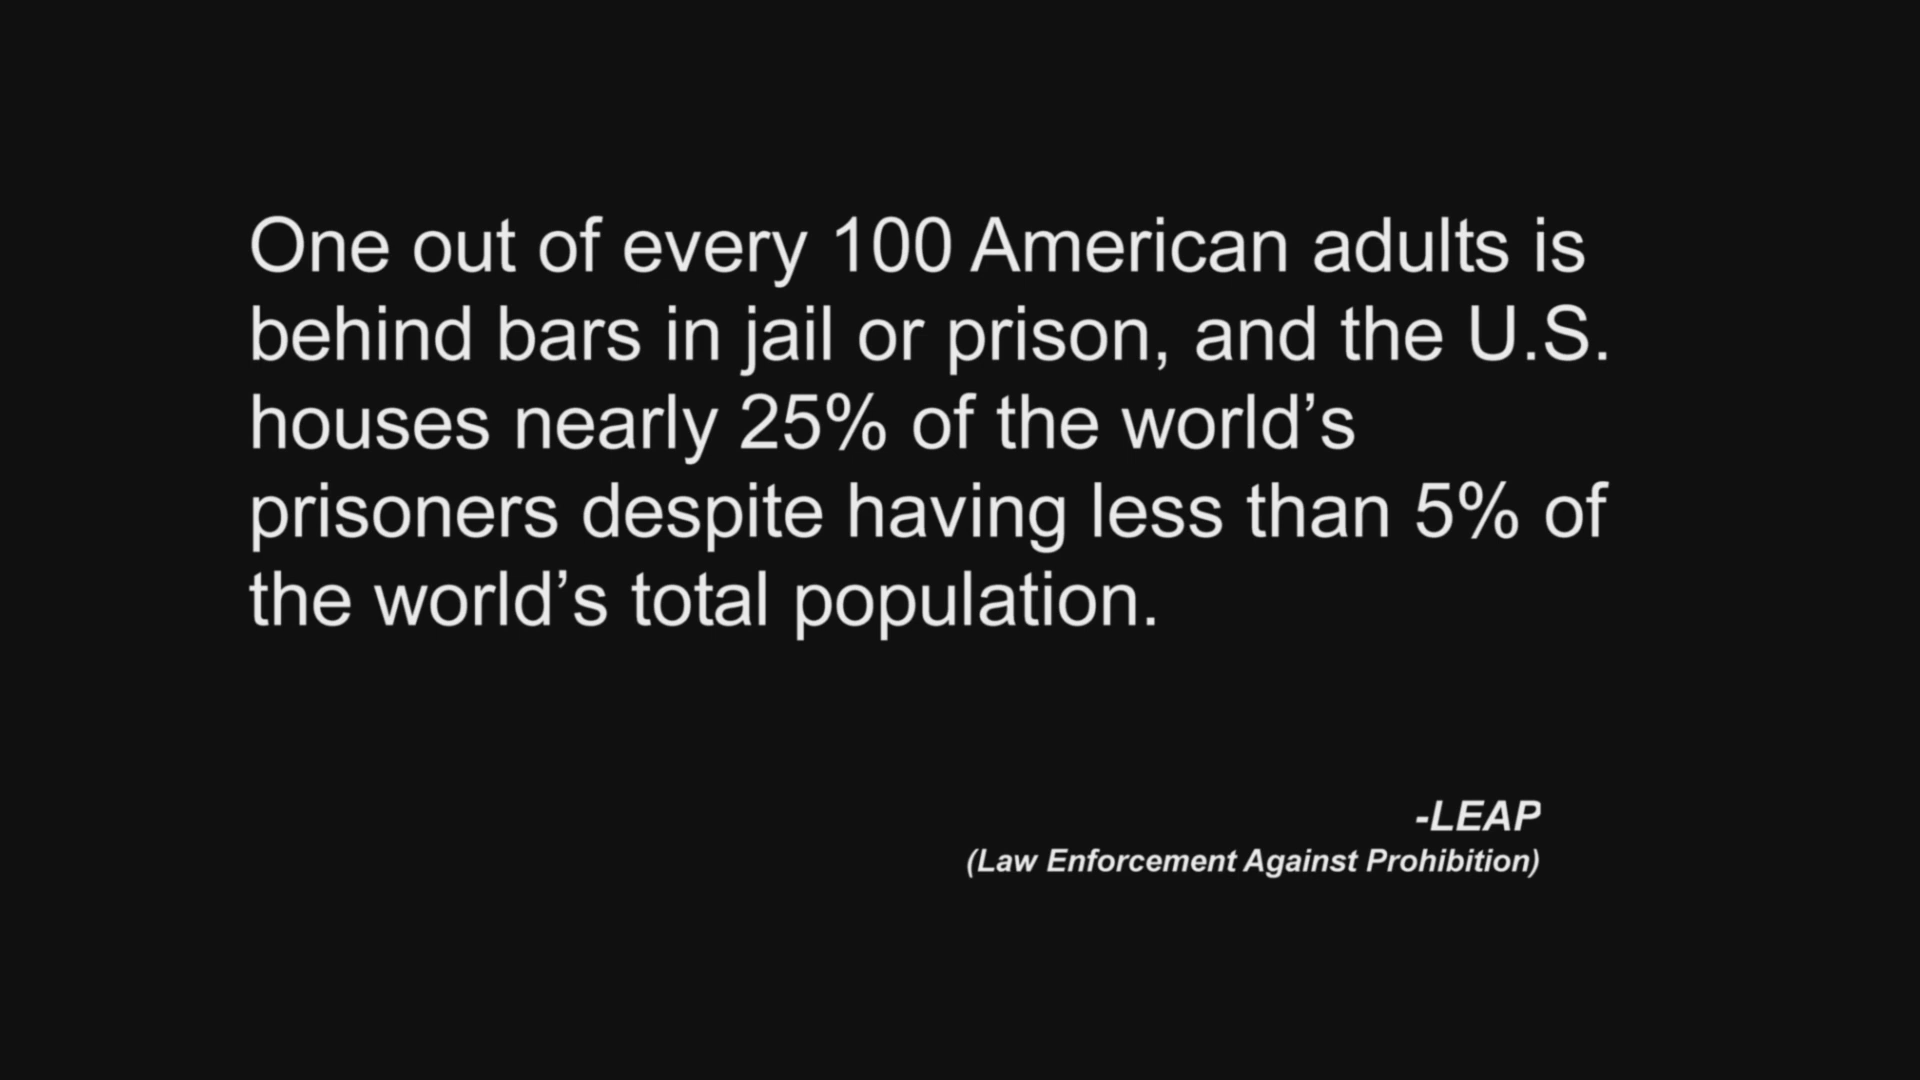 One out of every 100 American adults is
behind bars in jail or prison, and the U.S.
houses nearly 25% of the world’s
prisoners despite having less than 5% of
the world’s total population.
-LEAP
(Law Enforcement Against Prohibition)